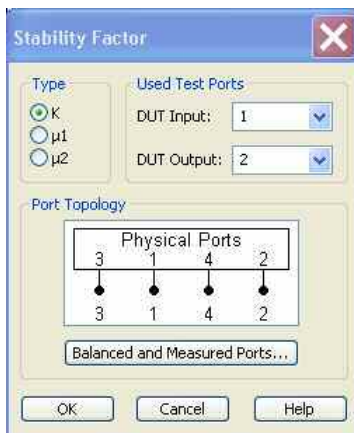 Stability Factor
Type
K
µ1
µ2
Used Test Ports
DUT Input: 1
DUT Output: 2
Port Topology
Physical Ports
3 1 4 2
3 1 4 2
Balanced and Measured Ports...
OK Cancel Help